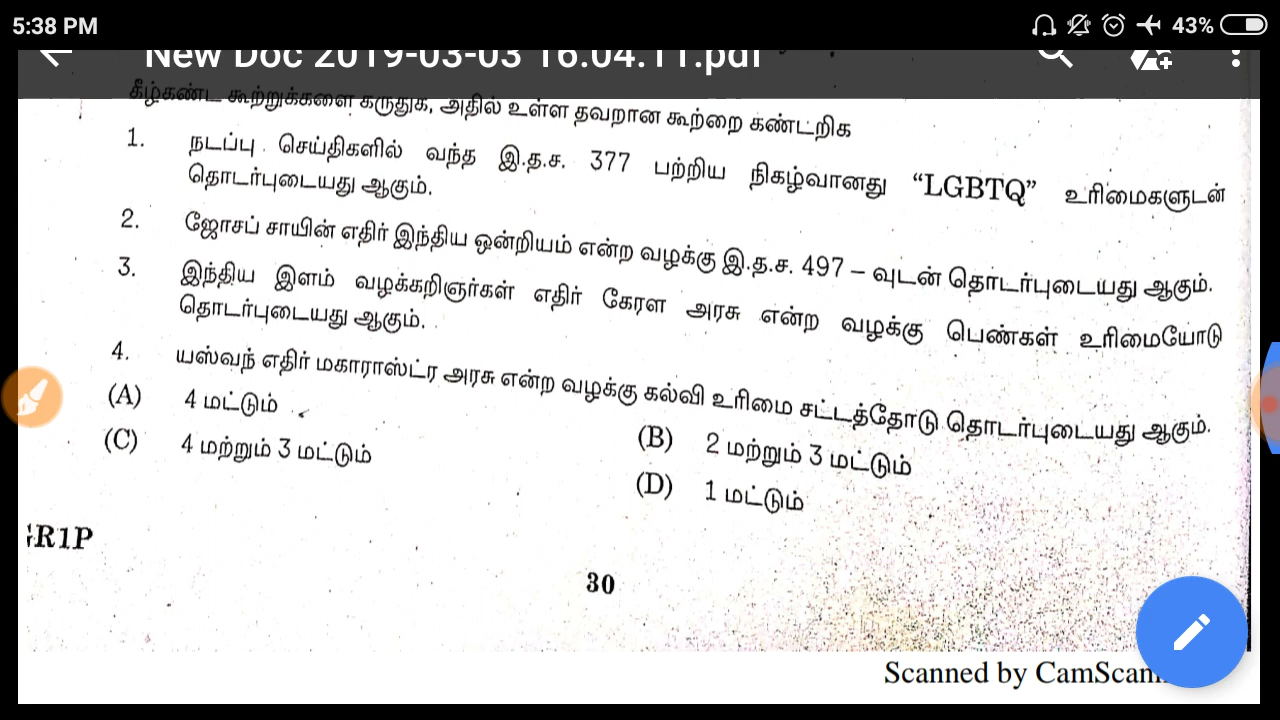 5:38 PM
43%
New Doc 2019-03-03 16.04.11.pdf
கீழ்கண்ட கூற்றுக்களை கருதுக, அதில் உள்ள தவறான கூற்றை கண்டறிக
1. நடப்பு செய்திகளில் வந்த இ.த.ச. 377 பற்றிய நிகழ்வானது “LGBTQ” உரிமைகளுடன்
தொடர்புடையது ஆகும்.
2. ஜோசப் சாயின் எதிர் இந்திய ஒன்றியம் என்ற வழக்கு இ.த.ச. 497 – வுடன் தொடர்புடையது ஆகும்.
3. இந்திய இளம் வழக்கறிஞர்கள் எதிர் கேரள அரசு என்ற வழக்கு பெண்கள் உரிமையோடு
தொடர்புடையது ஆகும்.
4. யஸ்வந் எதிர் மகாராஸ்ட்ர அரசு என்ற வழக்கு கல்வி உரிமை சட்டத்தோடு தொடர்புடையது ஆகும்.
(A) 4 மட்டும்
(B) 2 மற்றும் 3 மட்டும்
(C) 4 மற்றும் 3 மட்டும்
(D) 1 மட்டும்
R1P
30
Scanned by CamScan